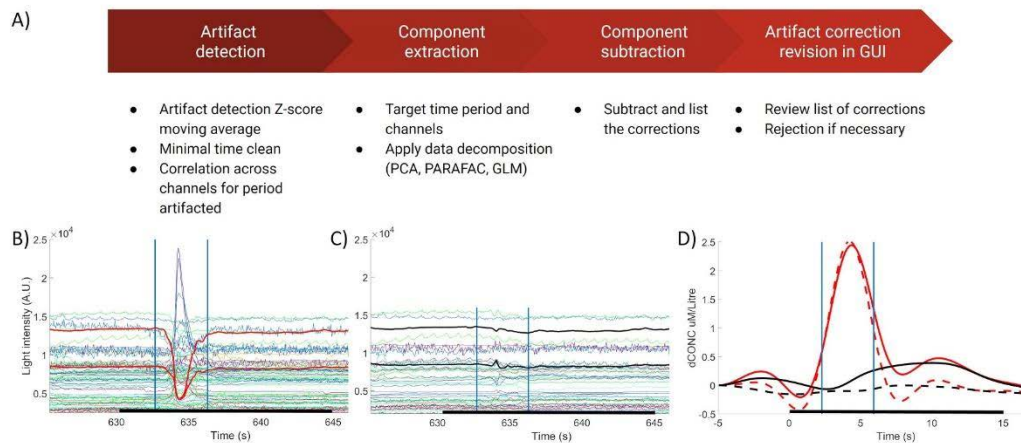 A)
Artifact
detection
Component
extraction
Component
subtraction
Artifact correction
revision in GUI
● Artifact detection Z-score
moving average
● Minimal time clean
● Correlation across
channels for period
artifacted
● Target time period and
channels
● Apply data decomposition
(PCA, PARAFAC, GLM)
● Subtract and list
the corrections
● Review list of corrections
● Rejection if necessary
B)
2.5 ×10⁴
2
1.5
1
0.5
Light intensity (A.U.)
630 635 640 645
Time (s)
C)
2.5 ×10⁴
2
1.5
1
0.5
630 635 640 645
Time (s)
D)
2.5
2
1.5
1
0.5
0
-0.5
dCONC uM/Litre
-5 0 5 10 15
Time (s)